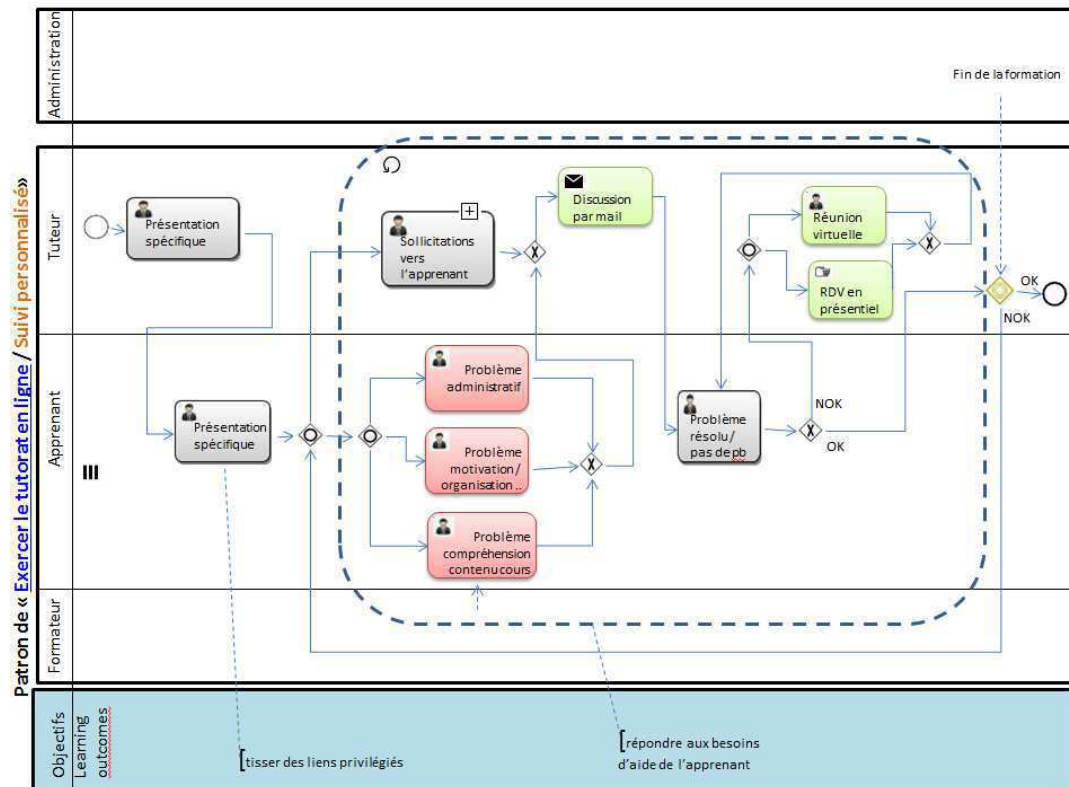 Patron de « Exercer le tutorat en ligne / Suivi personnalisé»
Administration
Fin de la formation
Tuteur
Présentation
spécifique
Sollicitations
vers
l'apprenant
X
Discussion
par mail
Réunion
virtuelle
X
RDV en
présentiel
OK
NOK
Apprenant
Présentation
spécifique
Problème
administratif
Problème
motivation/
organisation ..
X
Problème
compréhension
contenu cours
Problème
résolu/
pas de pb
X
NOK
OK
Formateur
Objectifs
Learning
outcomes
tisser des liens privilégiés
répondre aux besoins
d'aide de l'apprenant